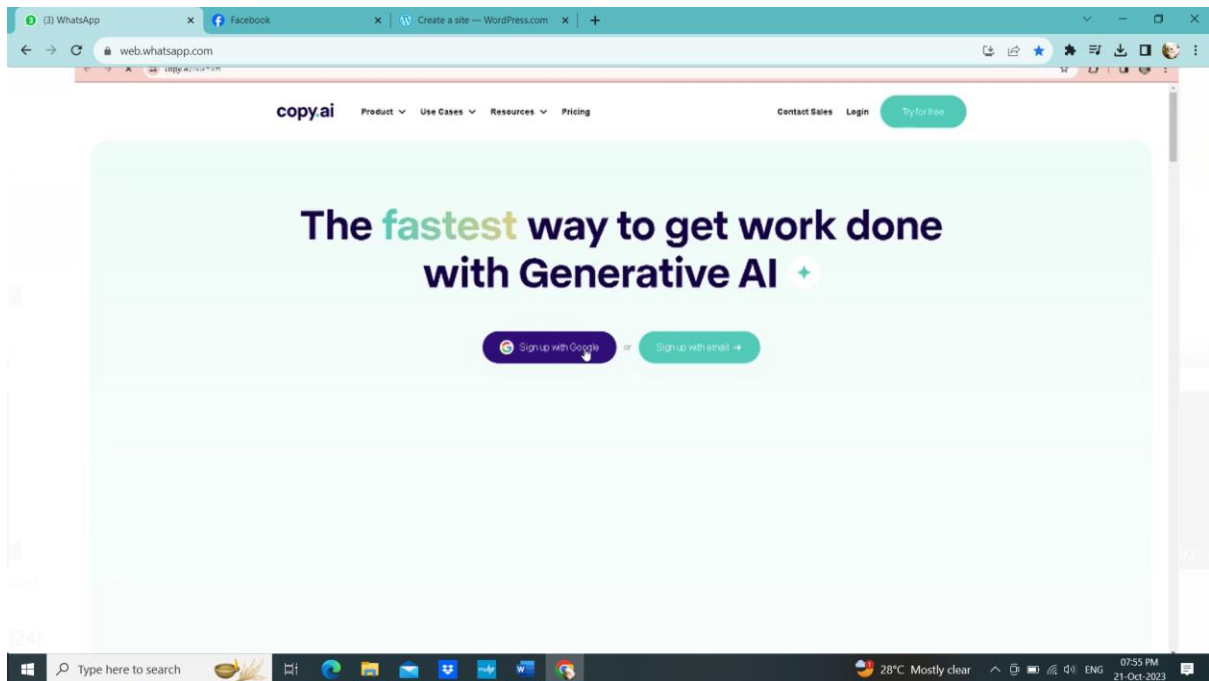 (3) WhatsApp
Facebook
Create a site — WordPress.com
web.whatsapp.com
copy.ai
Product
Use Cases
Resources
Pricing
Contact Sales
Login
Try for free
The fastest way to get work done
with Generative AI
Sign up with Google
or
Sign up with email →
Type here to search
28°C Mostly clear
ENG
07:55 PM
21-Oct-2023